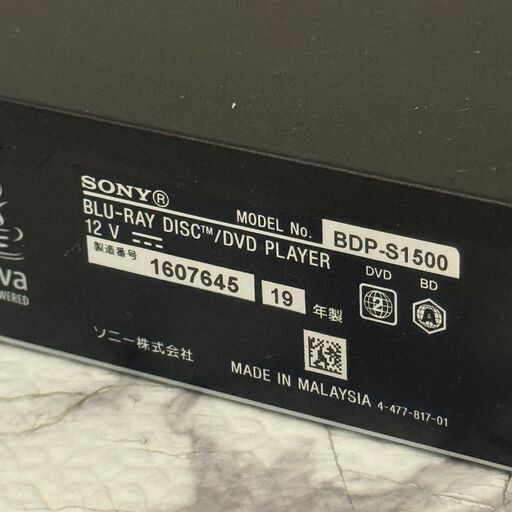 SONY®
MODEL No. BDP-S1500
BLU-RAY DISC™/DVD PLAYER
12 V
DVD BD
2 A
製造番号 1607645 19 年製
ソニー株式会社
MADE IN MALAYSIA 4-477-817-01